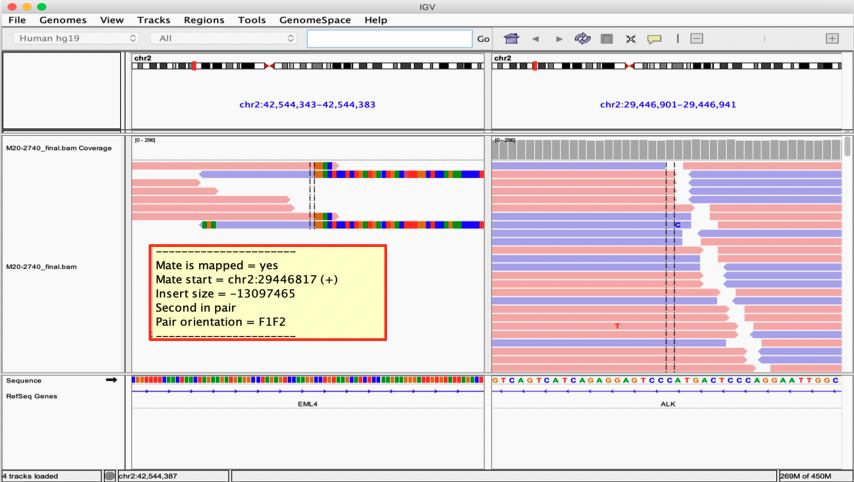 IGV
File Genomes View Tracks Regions Tools GenomeSpace Help
Human hg19 All Go
chr2 chr2
chr2:42,544,343-42,544,383 chr2:29,446,901-29,446,941
M20-2740_final.bam Coverage
[0 - 296] [0 - 296]
C
---------------------
Mate is mapped = yes
M20-2740_final.bam
Mate start = chr2:29446817 (+)
Insert size = -13097465
Second in pair
Pair orientation = F1F2
---------------------
T
Sequence GTCAGTCATCAGAGGAGTCCCATGACTCCCAGGAATTGGC
RefSeq Genes
EML4 ALK
4 tracks loaded chr2:42,544,387 269M of 450M